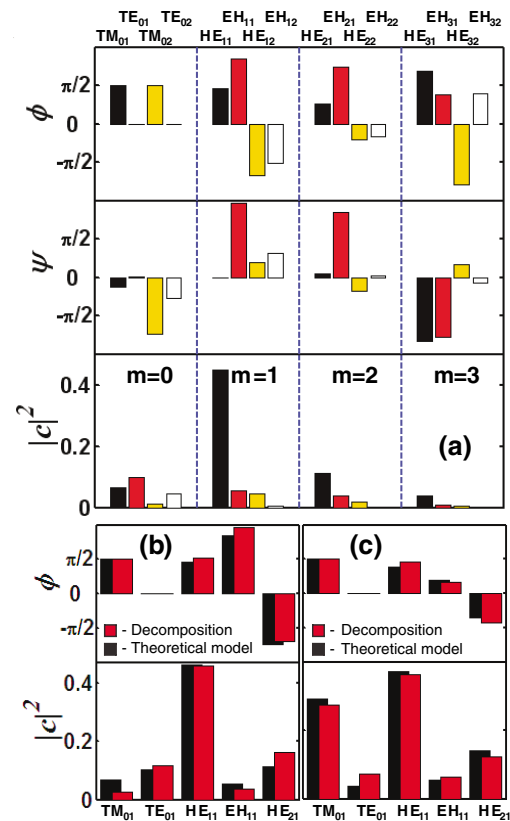 TE01 TE02 EH11 EH12 EH21 EH22 EH31 EH32
TM01 TM02 HE11 HE12 HE21 HE22 HE31 HE32
ϕ
π/2
0
-π/2
ψ
π/2
0
-π/2
m=0 m=1 m=2 m=3
|c|²
0.4
0.2
0
(a)
(b) (c)
ϕ
π/2
0
-π/2
- Decomposition
- Theoretical model
- Decomposition
- Theoretical model
|c|²
0.4
0.2
0
TM01 TE01 HE11 EH11 HE21 TM01 TE01 HE11 EH11 HE21